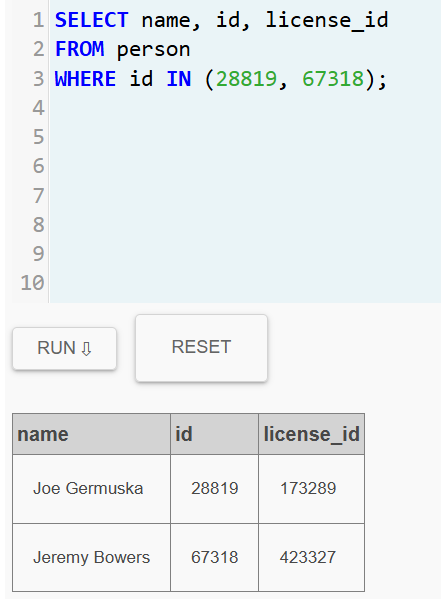 1 SELECT name, id, license_id
2 FROM person
3 WHERE id IN (28819, 67318);
4
5
6
7
8
9
10
RUN ⇩ RESET
name id license_id
Joe Germuska 28819 173289
Jeremy Bowers 67318 423327